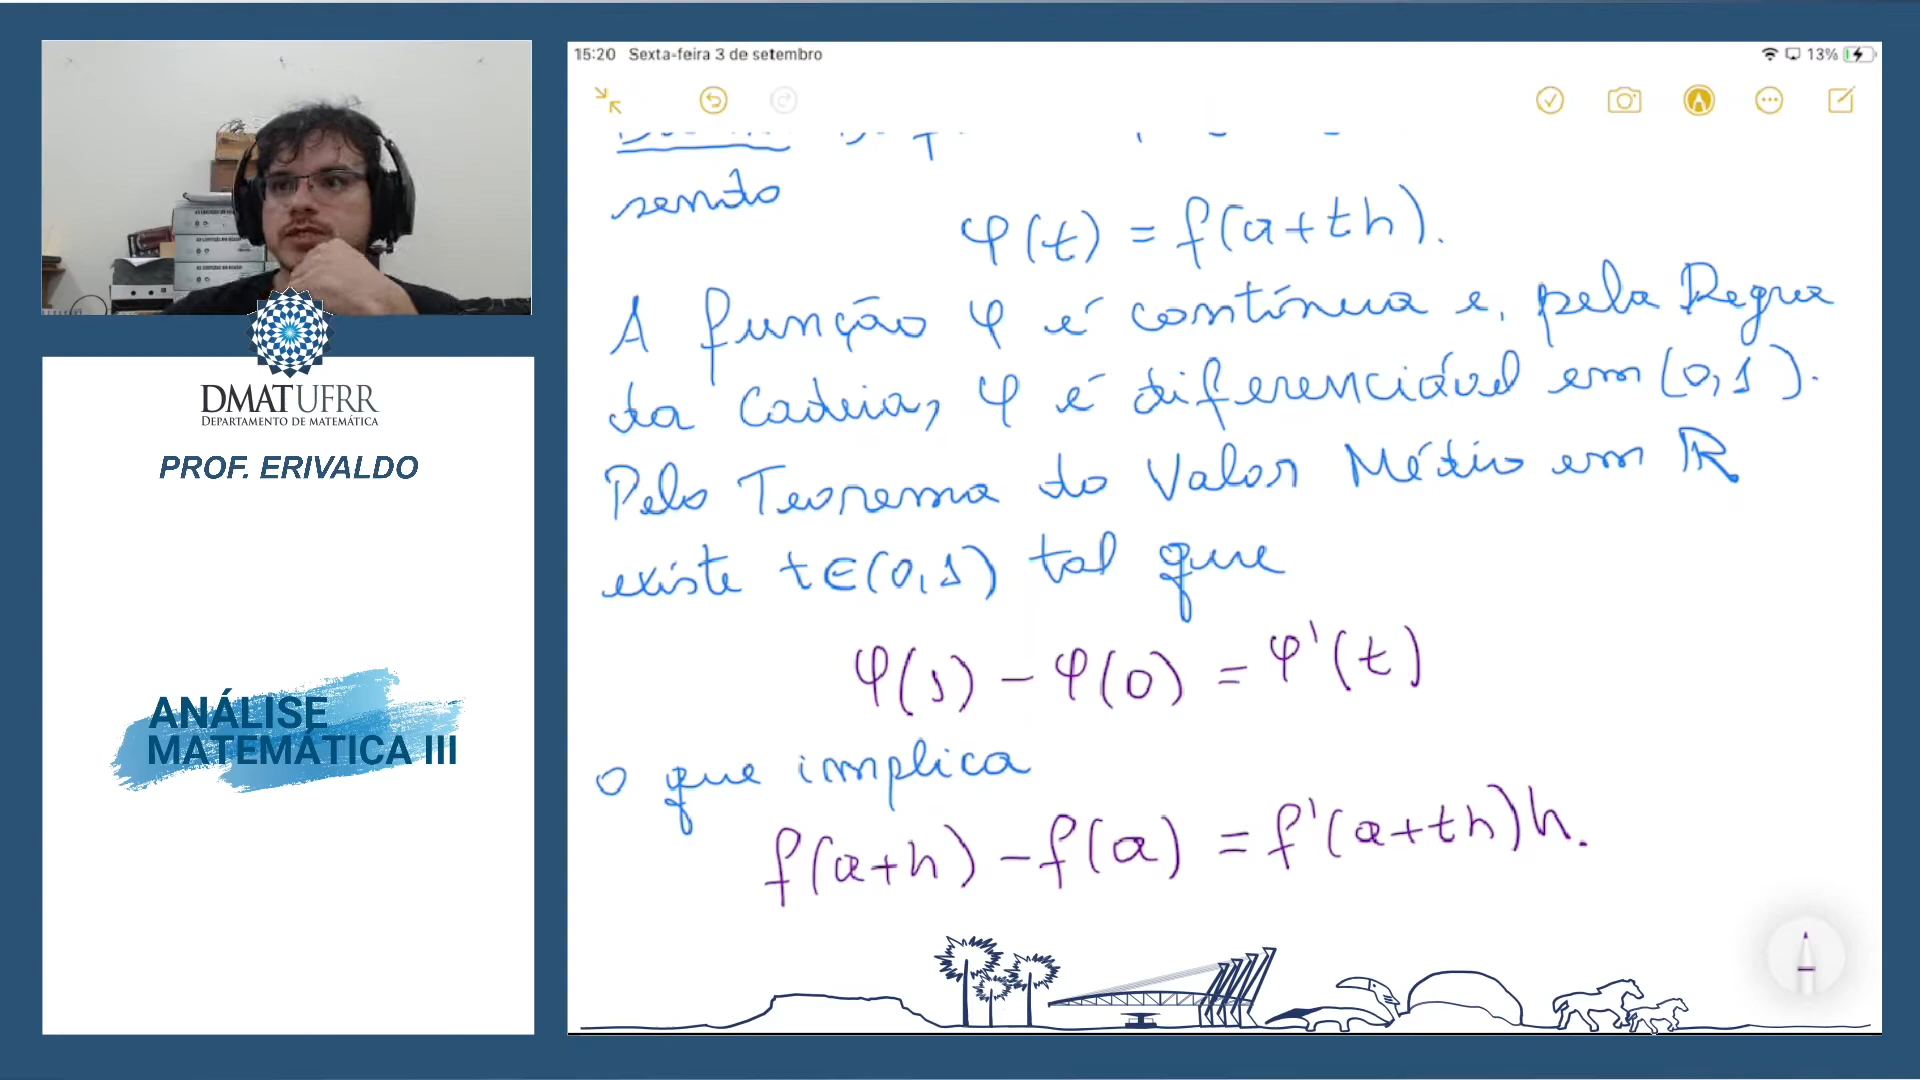 15:20 Sexta-feira 3 de setembro
13%
sendo
φ(t) = f(a+th).
A função φ é contínua e, pela Regra
da Cadeia, φ é diferenciável em (0,1).
Pelo Teorema do Valor Médio em ℝ
existe t∈(0,1) tal que
φ(1) – φ(0) = φ'(t)
o que implica
f(a+h) – f(a) = f'(a+th)h.
DMATUFRR
DEPARTAMENTO DE MATEMÁTICA
PROF. ERIVALDO
ANÁLISE
MATEMÁTICA III